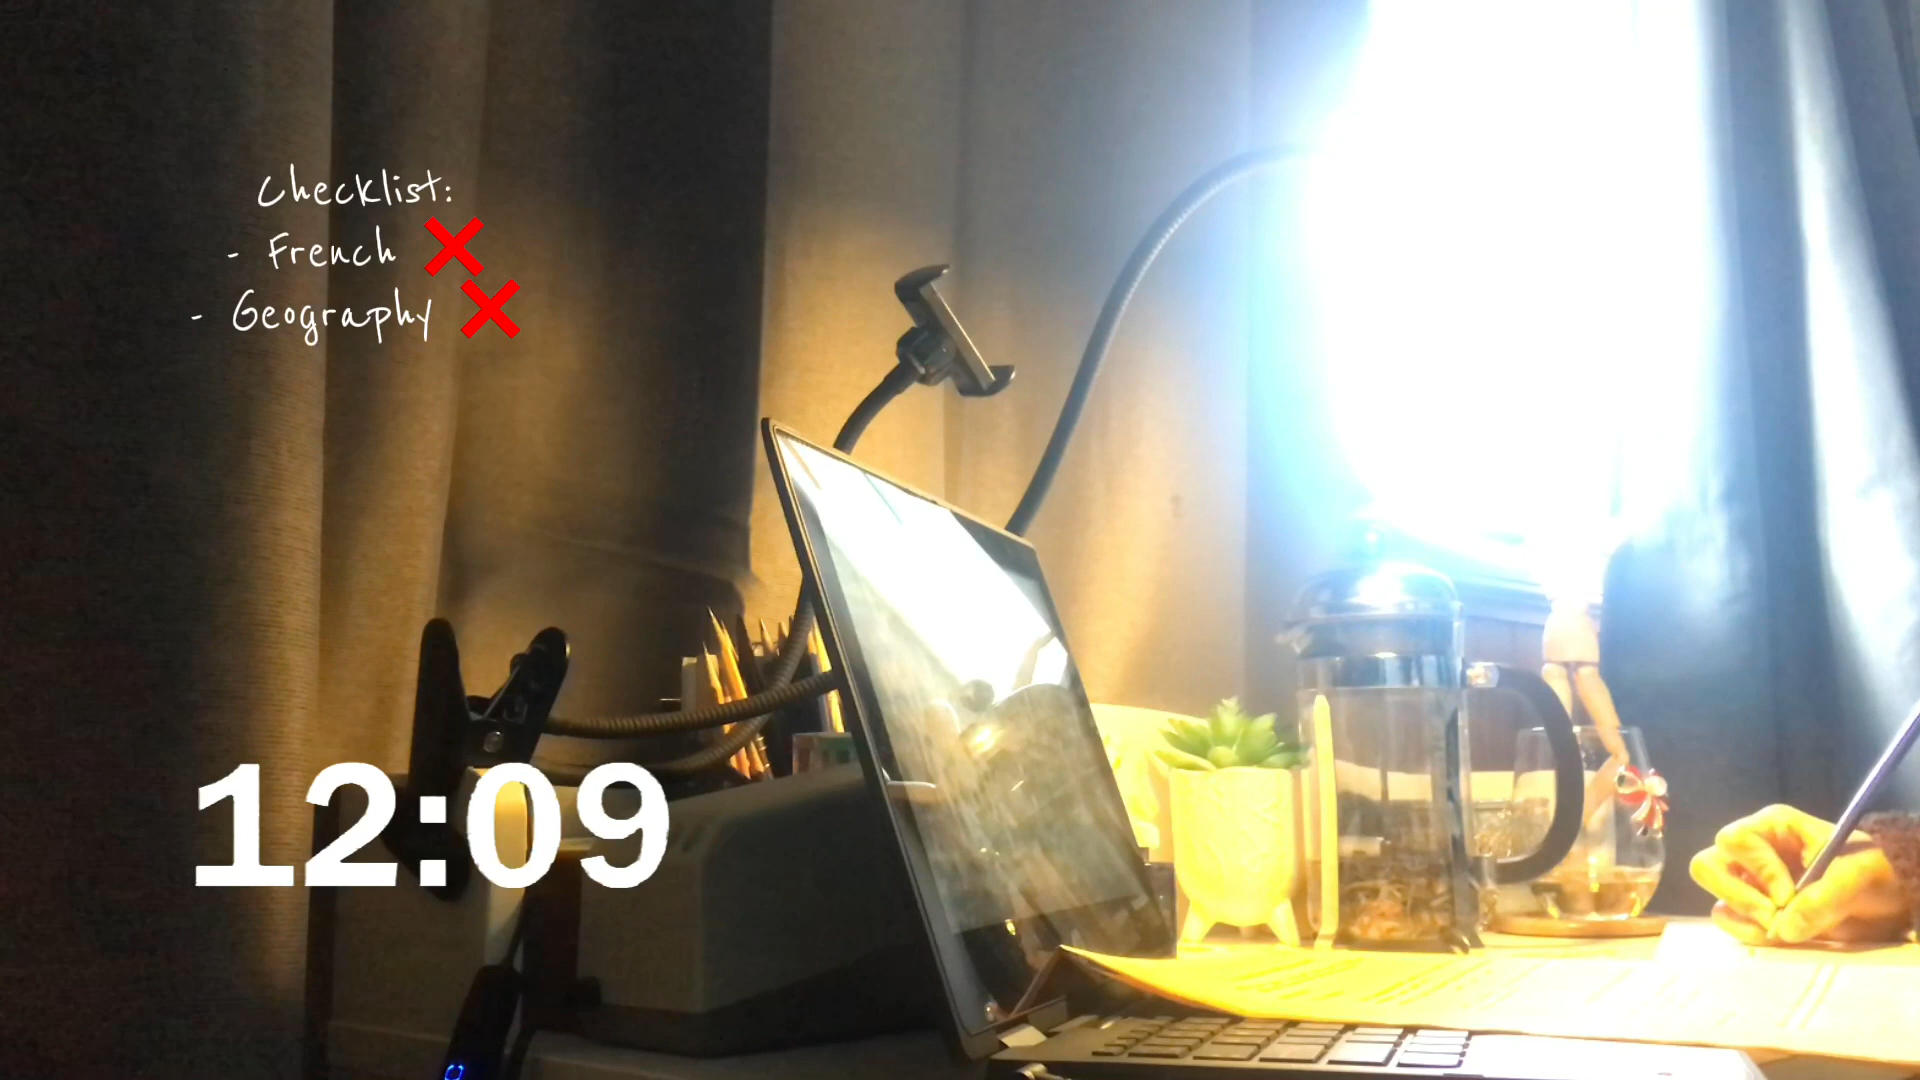 Checklist:
- French ❌
- Geography ❌
12:09